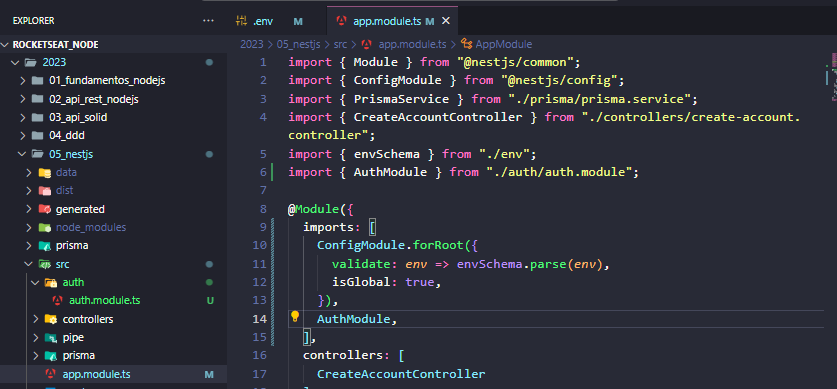 EXPLORER
ROCKETSEAT_NODE
2023
01_fundamentos_nodejs
02_api_rest_nodejs
03_api_solid
04_ddd
05_nestjs
data
dist
generated
node_modules
prisma
src
auth
auth.module.ts U
controllers
pipe
prisma
app.module.ts M
.env M
app.module.ts M
2023 > 05_nestjs > src > app.module.ts > AppModule
1 import { Module } from "@nestjs/common";
2 import { ConfigModule } from "@nestjs/config";
3 import { PrismaService } from "./prisma/prisma.service";
4 import { CreateAccountController } from "./controllers/create-account.
controller";
5 import { envSchema } from "./env";
6 import { AuthModule } from "./auth/auth.module";
7
8 @Module({
9 imports: [
10 ConfigModule.forRoot({
11 validate: env => envSchema.parse(env),
12 isGlobal: true,
13 }),
14 AuthModule,
15 ],
16 controllers: [
17 CreateAccountController